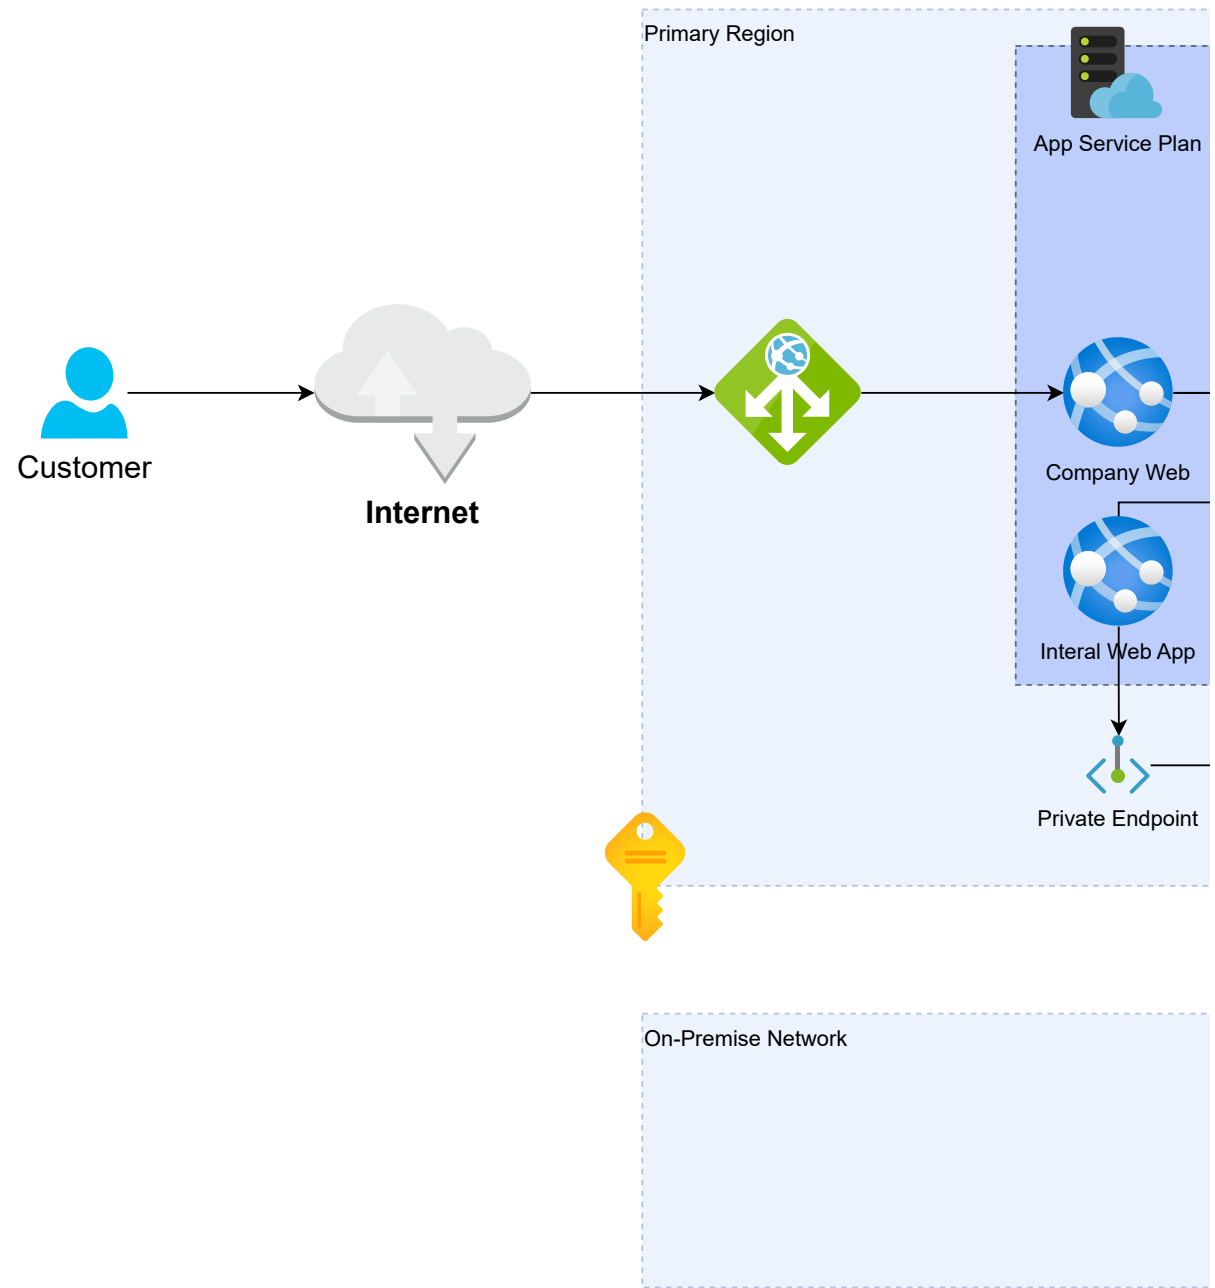 Primary Region
App Service Plan
Customer
Internet
Company Web
Interal Web App
Private Endpoint
On-Premise Network